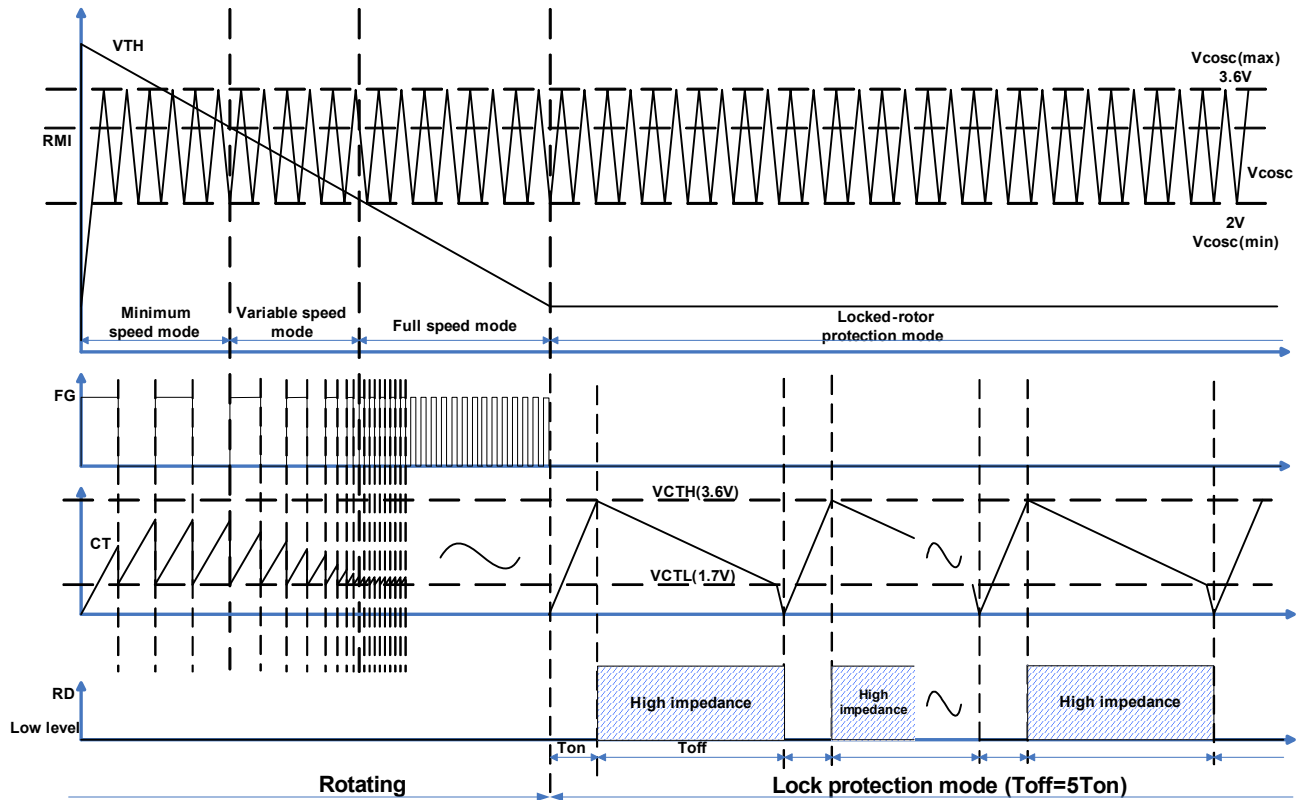 VTH
Vcosc(max)
3.6V
RMI
Vcosc
2V
Vcosc(min)
Minimum
speed mode
Variable speed
mode
Full speed mode
Locked-rotor
protection mode
FG
VCTH(3.6V)
CT
VCTL(1.7V)
RD
High impedance
High
impedance
High impedance
Low level
Ton
Toff
Rotating
Lock protection mode (Toff=5Ton)